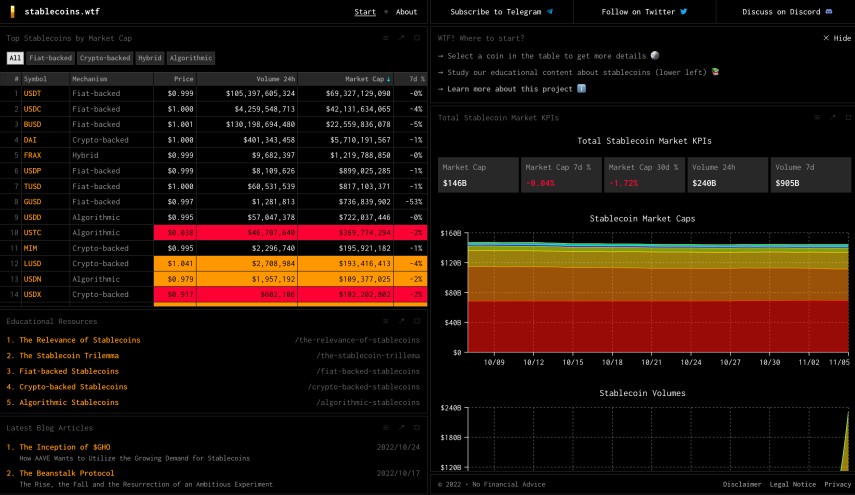 stablecoins.wtf
Start
About
Subscribe to Telegram
Follow on Twitter
Discuss on Discord
Top Stablecoins by Market Cap
All Fiat-backed Crypto-backed Hybrid Algorithmic
# Symbol Mechanism Price Volume 24h Market Cap ↓ 7d %
1 USDT Fiat-backed $0.999 $105,397,605,324 $69,327,129,090 -0%
2 USDC Fiat-backed $1.000 $4,259,548,713 $42,131,634,065 -4%
3 BUSD Fiat-backed $1.001 $130,198,694,480 $22,559,836,078 -5%
4 DAI Crypto-backed $1.000 $401,343,458 $5,710,191,567 -1%
5 FRAX Hybrid $0.999 $9,682,397 $1,219,788,850 -0%
6 USDP Fiat-backed $0.999 $8,109,626 $899,025,285 -1%
7 TUSD Fiat-backed $1.000 $60,531,539 $817,103,371 -1%
8 GUSD Fiat-backed $0.997 $1,281,813 $736,839,902 -53%
9 USDD Algorithmic $0.995 $57,047,378 $722,037,446 -0%
10 USTC Algorithmic $0.038 $46,707,640 $369,774,294 -2%
11 MIM Crypto-backed $0.995 $2,296,740 $195,921,182 -1%
12 LUSD Crypto-backed $1.041 $2,708,984 $193,416,413 -4%
13 USDN Algorithmic $0.979 $1,957,192 $109,377,025 -2%
14 USDX Crypto-backed $0.917 -2%
Educational Resources
1. The Relevance of Stablecoins /the-relevance-of-stablecoins
2. The Stablecoin Trilemma /the-stablecoin-trillema
3. Fiat-backed Stablecoins /fiat-backed-stablecoins
4. Crypto-backed Stablecoins /crypto-backed-stablecoins
5. Algorithmic Stablecoins /algorithmic-stablecoins
Latest Blog Articles
1. The Inception of $GHO 2022/10/24
How AAVE Wants to Utilize the Growing Demand for Stablecoins
2. The Beanstalk Protocol 2022/10/17
The Rise, the Fall and the Resurrection of an Ambitious Experiment
WTF! Where to start?
× Hide
→ Select a coin in the table to get more details
→ Study our educational content about stablecoins (lower left)
→ Learn more about this project
Total Stablecoin Market KPIs
Total Stablecoin Market KPIs
Market Cap Market Cap 7d % Market Cap 30d % Volume 24h Volume 7d
$146B -0.04% -1.72% $240B $905B
Stablecoin Market Caps
$160B
$120B
$80B
$40B
$0
10/09 10/12 10/15 10/18 10/21 10/24 10/27 10/30 11/02 11/05
Stablecoin Volumes
$240B
$180B
$120B
© 2022 • No Financial Advice
Disclaimer Legal Notice Privacy